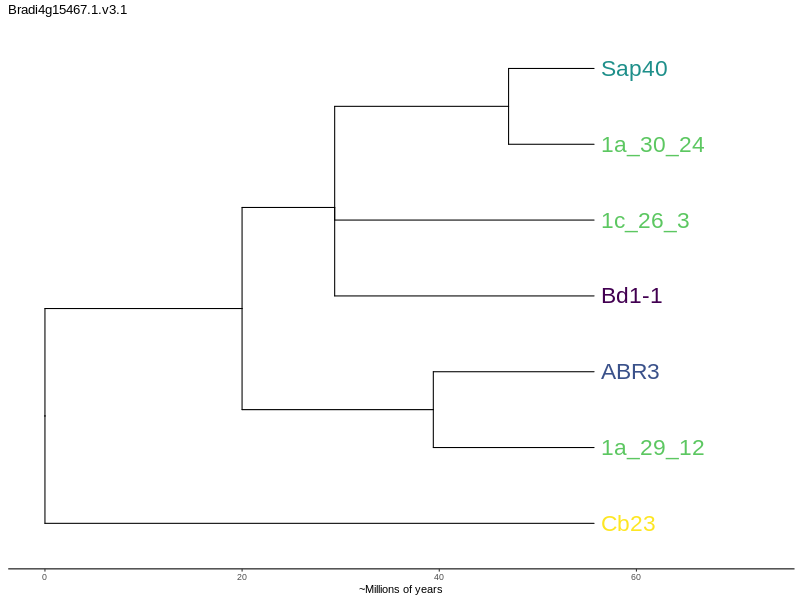 Bradi4g15467.1.v3.1
Sap40
1a_30_24
1c_26_3
Bd1-1
ABR3
1a_29_12
Cb23
0 20 40 60
~Millions of years